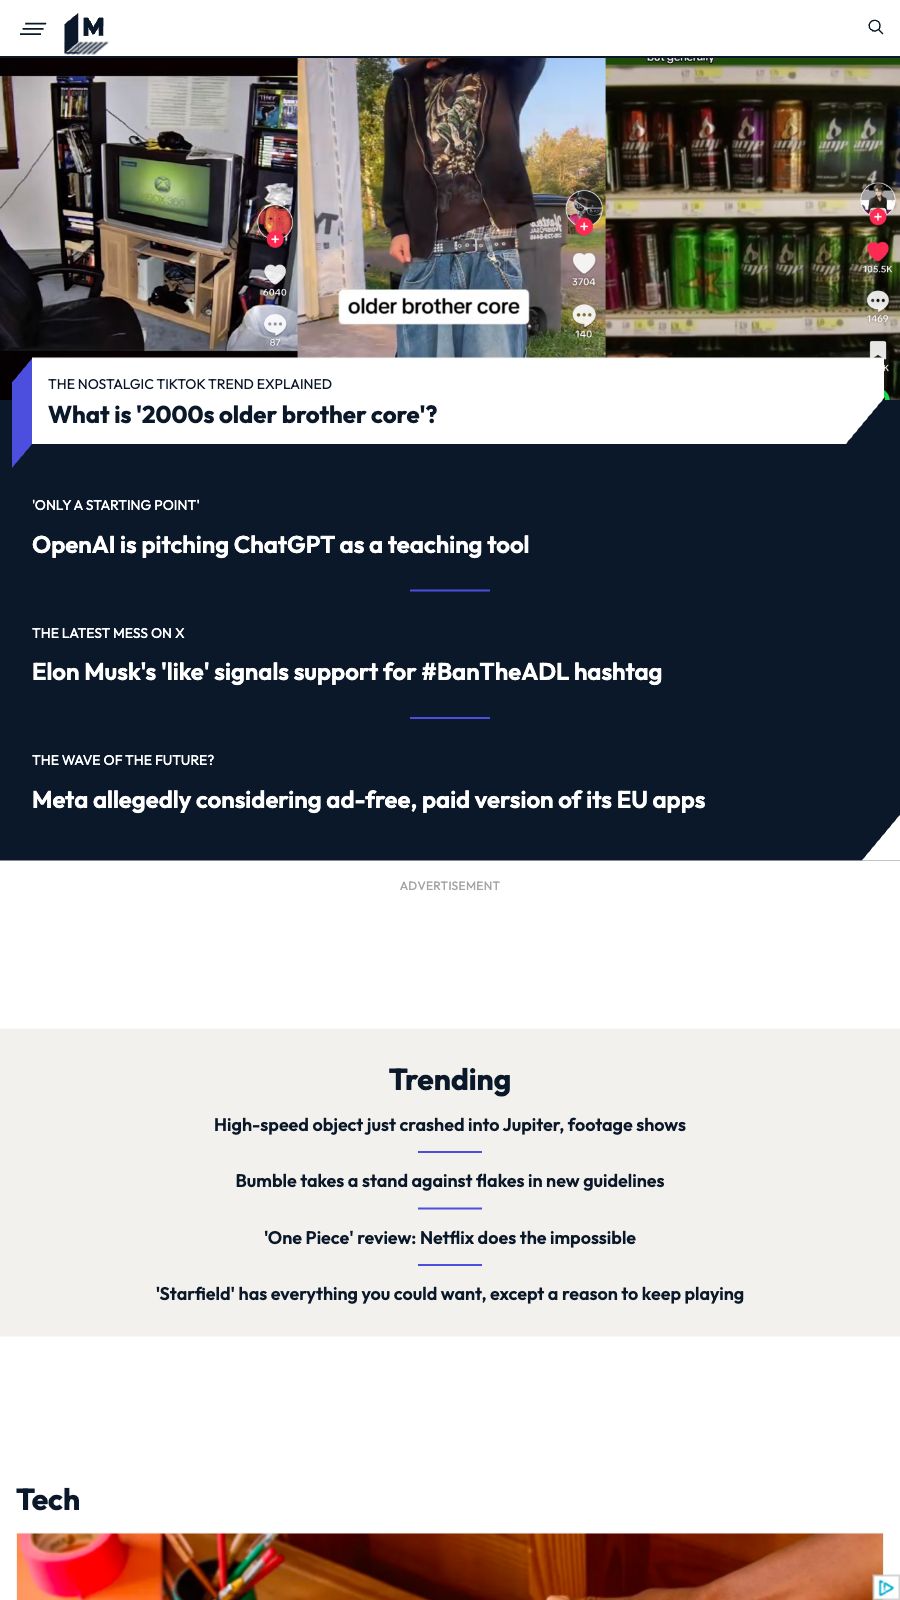 M
but generally
6040
87
older brother core
3704
140
105.5K
1469
THE NOSTALGIC TIKTOK TREND EXPLAINED
What is '2000s older brother core'?
'ONLY A STARTING POINT'
OpenAI is pitching ChatGPT as a teaching tool
THE LATEST MESS ON X
Elon Musk's 'like' signals support for #BanTheADL hashtag
THE WAVE OF THE FUTURE?
Meta allegedly considering ad-free, paid version of its EU apps
ADVERTISEMENT
Trending
High-speed object just crashed into Jupiter, footage shows
Bumble takes a stand against flakes in new guidelines
'One Piece' review: Netflix does the impossible
'Starfield' has everything you could want, except a reason to keep playing
Tech